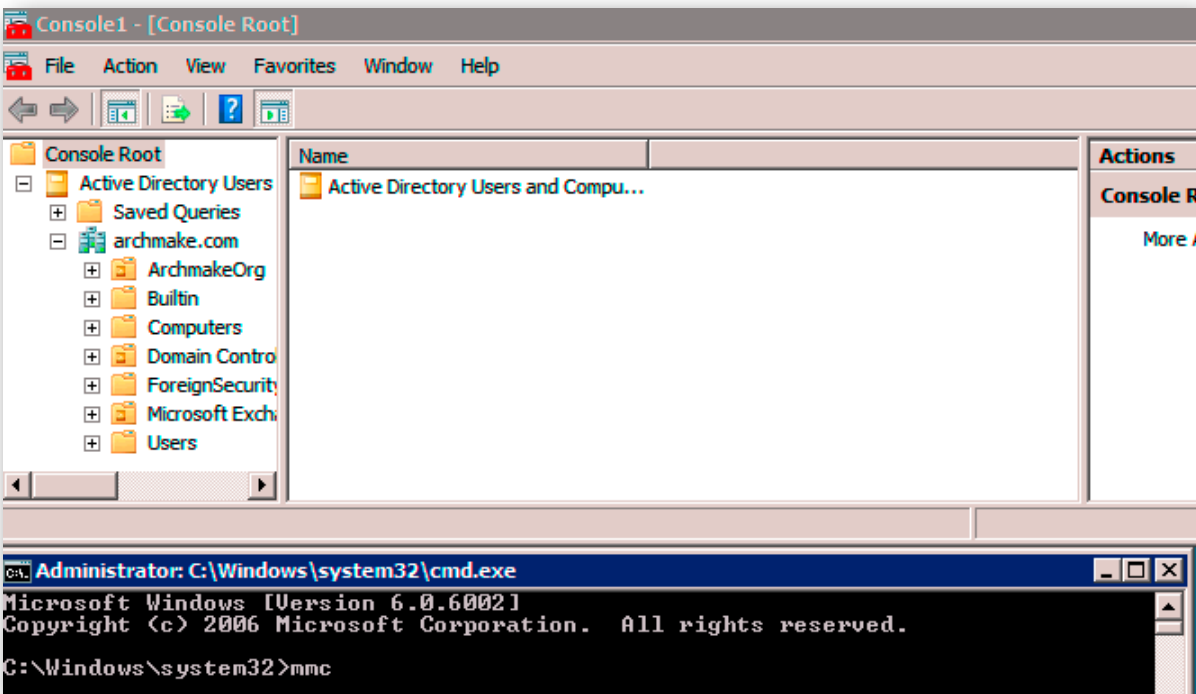 Console1 - [Console Root]
File Action View Favorites Window Help
Console Root
Active Directory Users
Saved Queries
archmake.com
ArchmakeOrg
Builtin
Computers
Domain Contro
ForeignSecurity
Microsoft Excha
Users
Name
Active Directory Users and Compu...
Actions
Console R
More A
Administrator: C:\Windows\system32\cmd.exe
Microsoft Windows [Version 6.0.6002]
Copyright (c) 2006 Microsoft Corporation. All rights reserved.
C:\Windows\system32>mmc